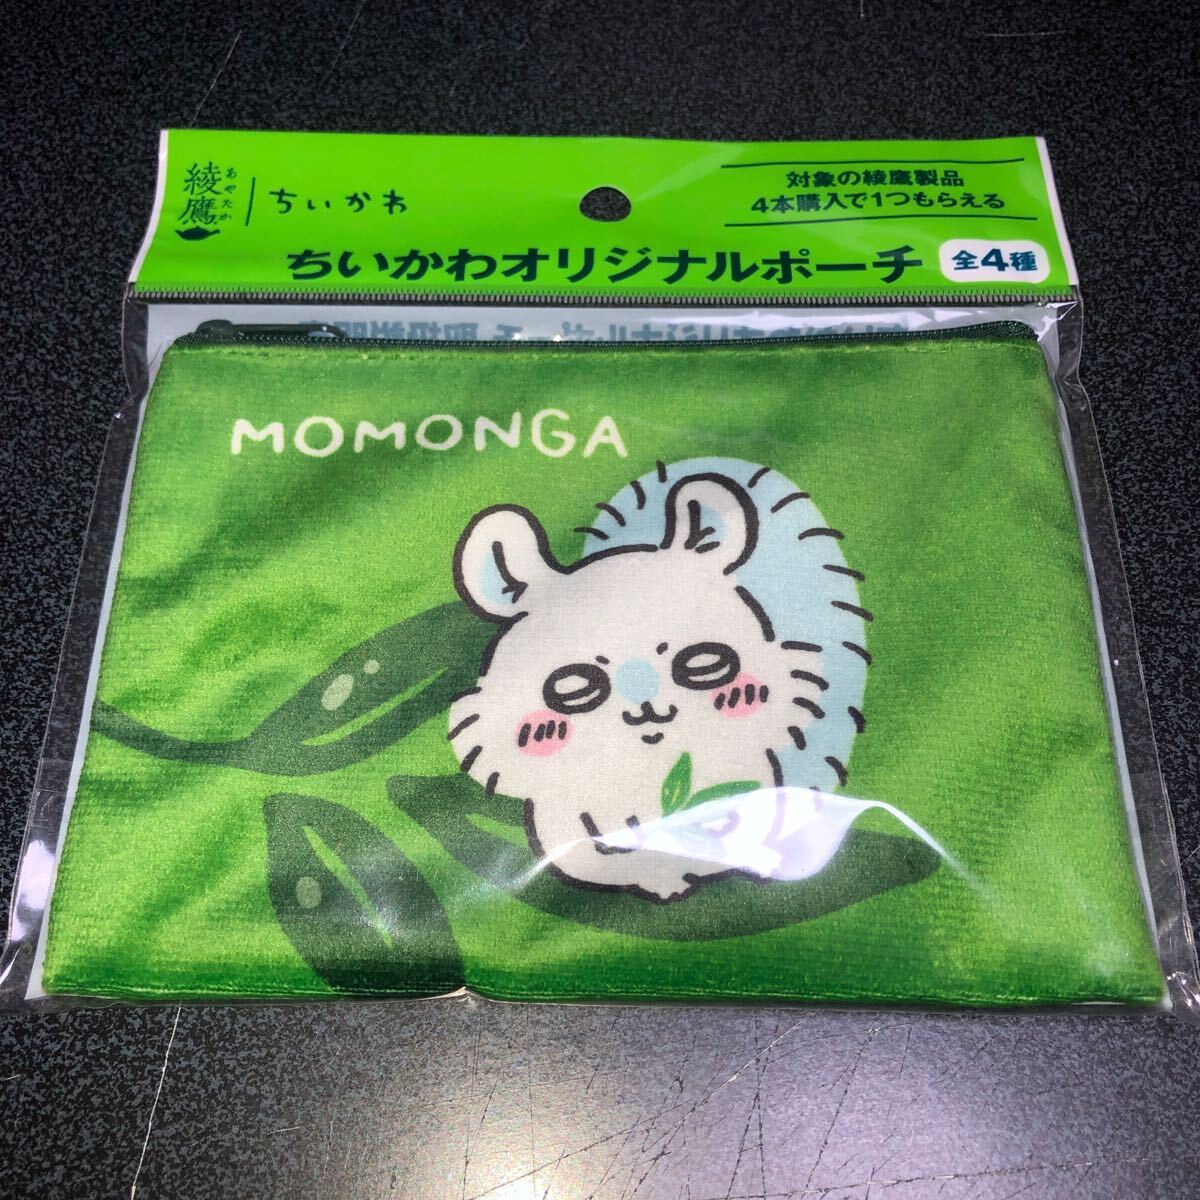 綾鷹
あやたか
ちいかわ
対象の綾鷹製品
4本購入で1つもらえる
ちいかわオリジナルポーチ
全4種
MOMONGA